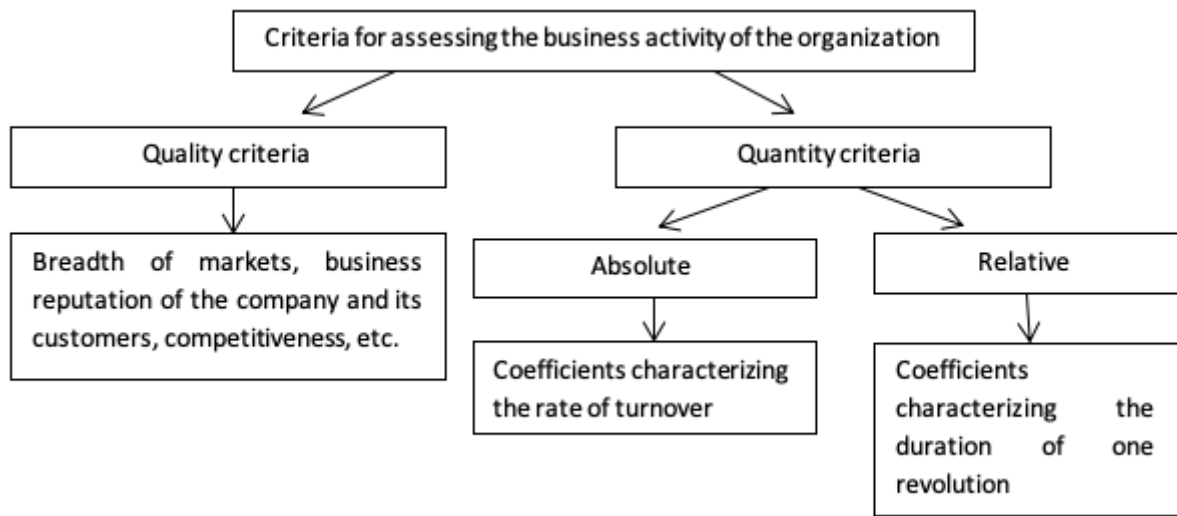 Criteria for assessing the business activity of the organization
Quality criteria
Quantity criteria
Breadth of markets, business
reputation of the company and its
customers, competitiveness, etc.
Absolute
Relative
Coefficients characterizing
the rate of turnover
Coefficients
characterizing the
duration of one
revolution